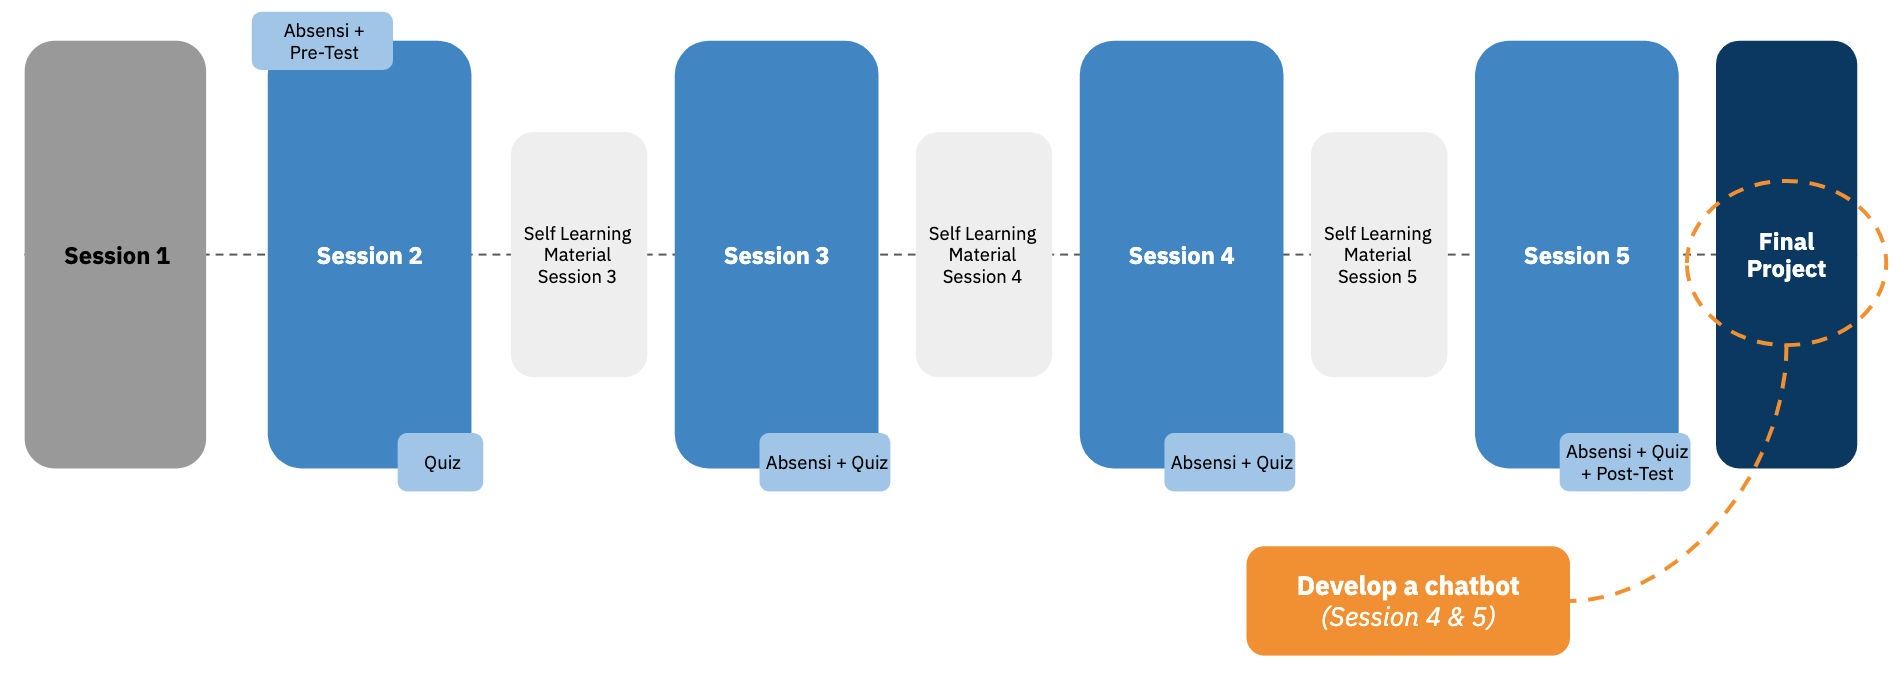 Absensi +
Pre-Test
Session 1
Session 2
Quiz
Self Learning
Material
Session 3
Session 3
Absensi + Quiz
Self Learning
Material
Session 4
Session 4
Absensi + Quiz
Self Learning
Material
Session 5
Session 5
Absensi + Quiz
+ Post-Test
Final
Project
Develop a chatbot
(Session 4 & 5)